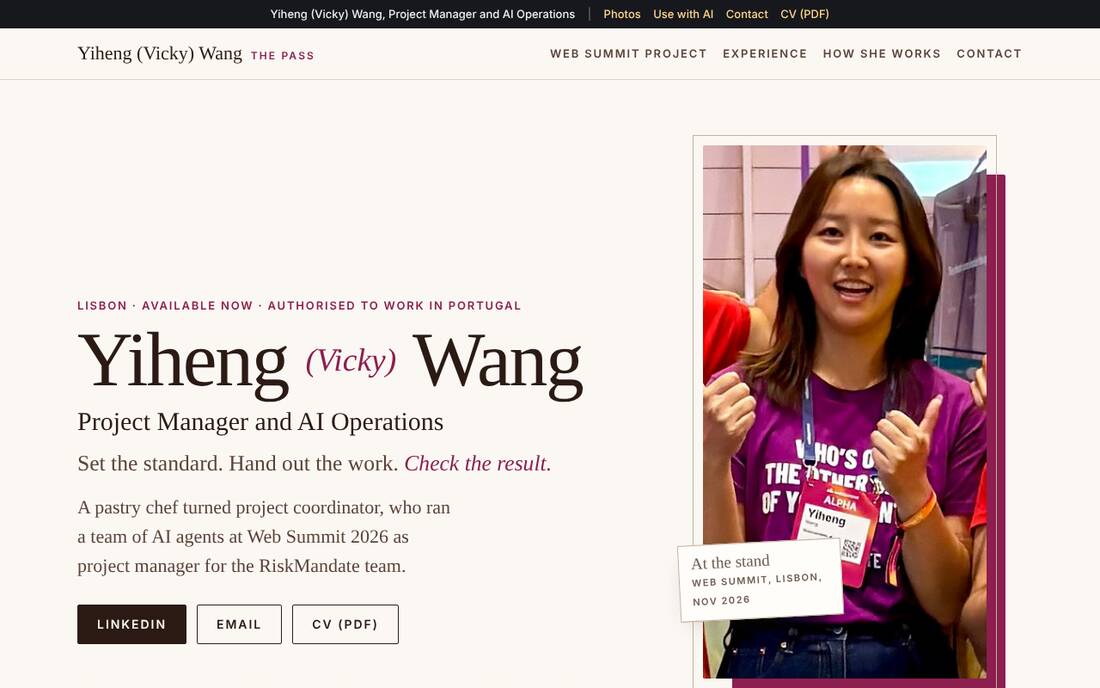 Yiheng (Vicky) Wang, Project Manager and AI Operations | Photos Use with AI Contact CV (PDF)
Yiheng (Vicky) Wang THE PASS
WEB SUMMIT PROJECT EXPERIENCE HOW SHE WORKS CONTACT
LISBON · AVAILABLE NOW · AUTHORISED TO WORK IN PORTUGAL
Yiheng (Vicky) Wang
Project Manager and AI Operations
Set the standard. Hand out the work. Check the result.
A pastry chef turned project coordinator, who ran
a team of AI agents at Web Summit 2026 as
project manager for the RiskMandate team.
LINKEDIN EMAIL CV (PDF)
WHO'S
THE OTHER
OF
ALPHA
Yiheng
At the stand
WEB SUMMIT, LISBON,
NOV 2026